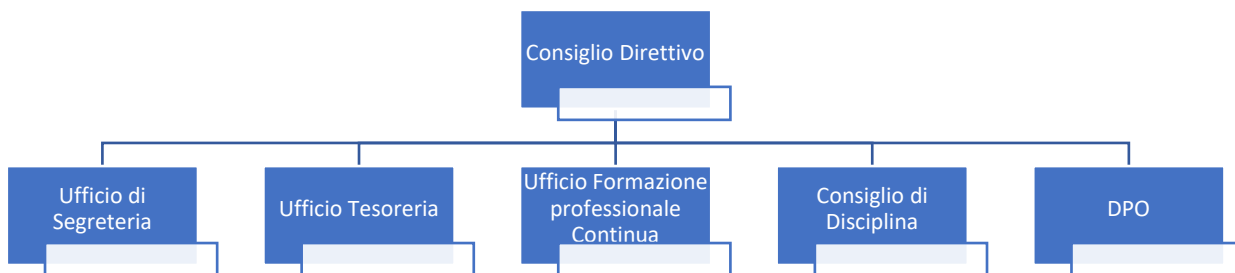 Consiglio Direttivo
Ufficio di
Segreteria
Ufficio Tesoreria
Ufficio Formazione
professionale
Continua
Consiglio di
Disciplina
DPO